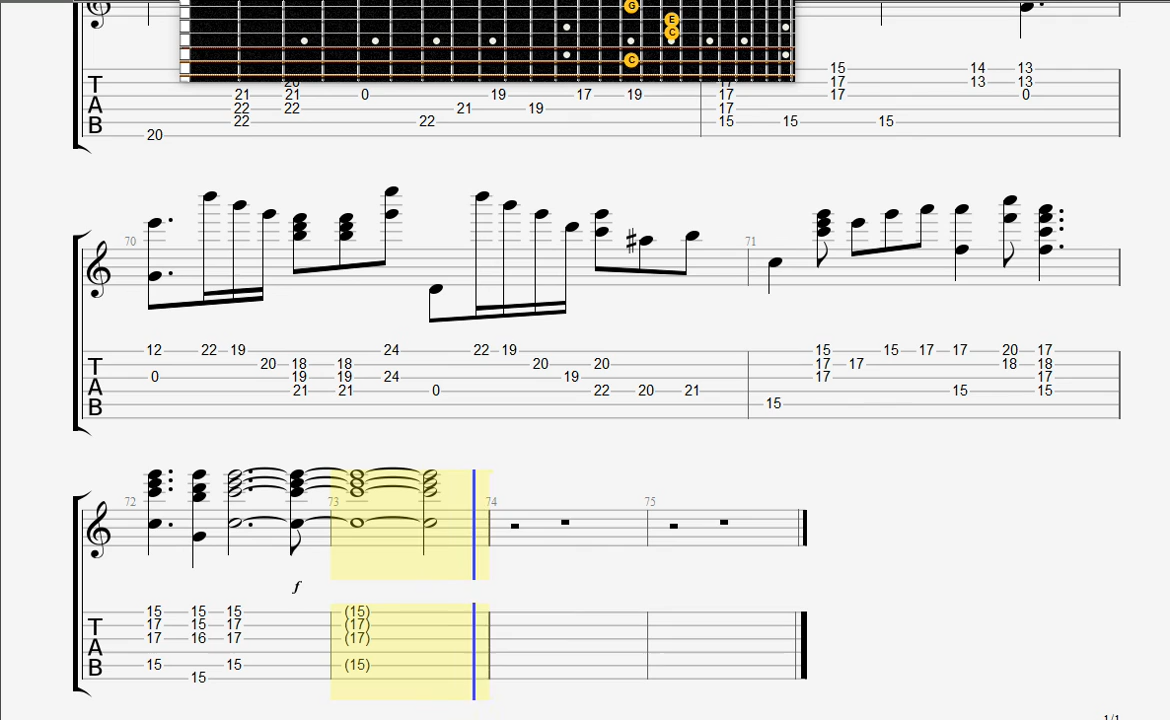 G
E
C
C
15 14 13
20 17 17 13 13
21 21 0 19 17 19 17 17 0
T
A
B
22 22 21 19 17
22 22 15 15 15
20
70 71
12 22 19 24 22 19 15 15 17 17 20 17
T
A
B
20 18 18 20 20 17 17 18 18
0 19 19 24 19 17 17
21 21 0 22 20 21 15 15
15
72 73 74 75
f
15 15 15 (15)
T
A
B
17 15 17 (17)
17 16 17 (17)
15 15 (15)
15
1/1